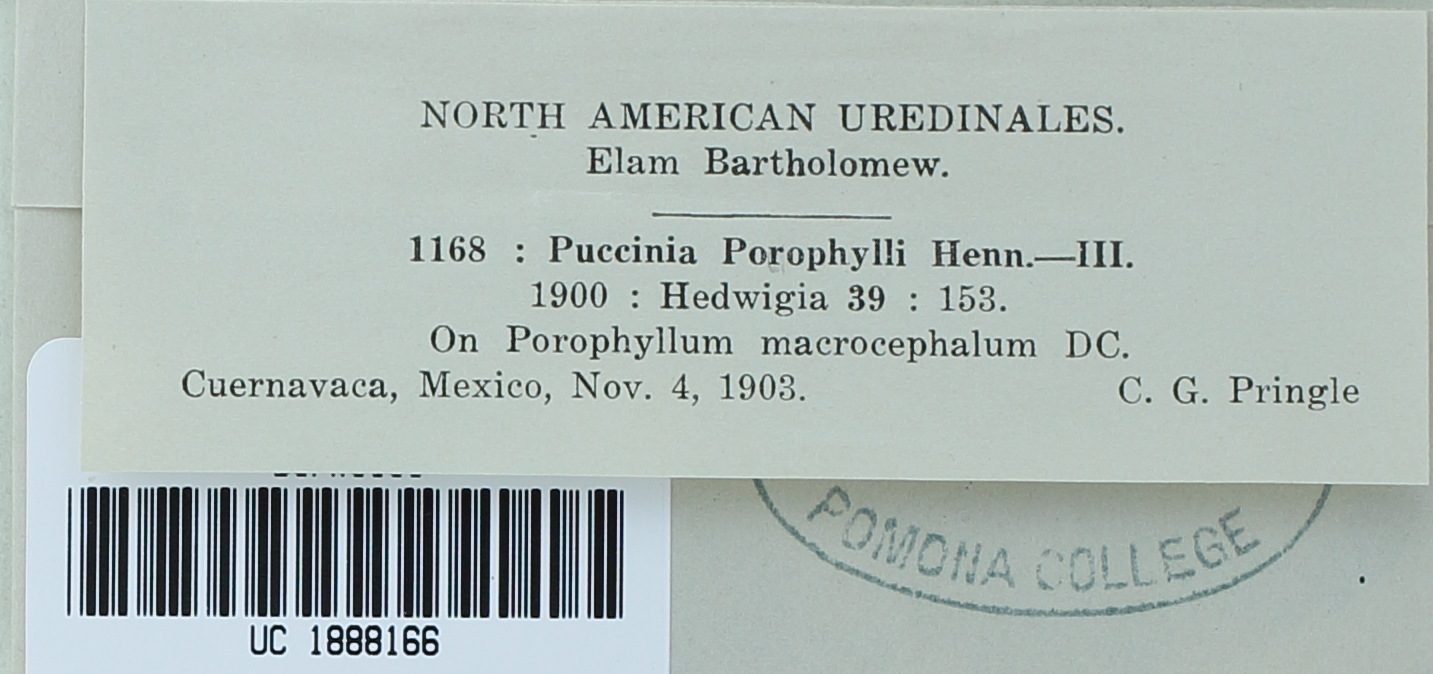 NORTH AMERICAN UREDINALES.
Elam Bartholomew.
1168 : Puccinia Porophylli Henn.—III.
1900 : Hedwigia 39 : 153.
On Porophyllum macrocephalum DC.
Cuernavaca, Mexico, Nov. 4, 1903. C. G. Pringle
POMONA COLLEGE
UC 1888166